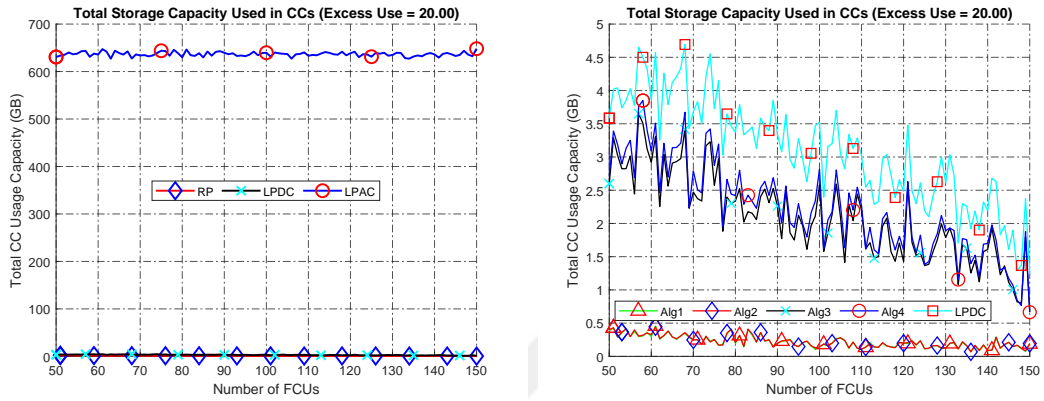 Total Storage Capacity Used in CCs (Excess Use = 20.00)
Total CC Usage Capacity (GB)
700
600
500
400
300
200
100
0
RP LPDC LPAC
50 60 70 80 90 100 110 120 130 140 150
Number of FCUs
Total Storage Capacity Used in CCs (Excess Use = 20.00)
Total CC Usage Capacity (GB)
5
4.5
4
3.5
3
2.5
2
1.5
1
0.5
0
Alg1 Alg2 Alg3 Alg4 LPDC
50 60 70 80 90 100 110 120 130 140 150
Number of FCUs